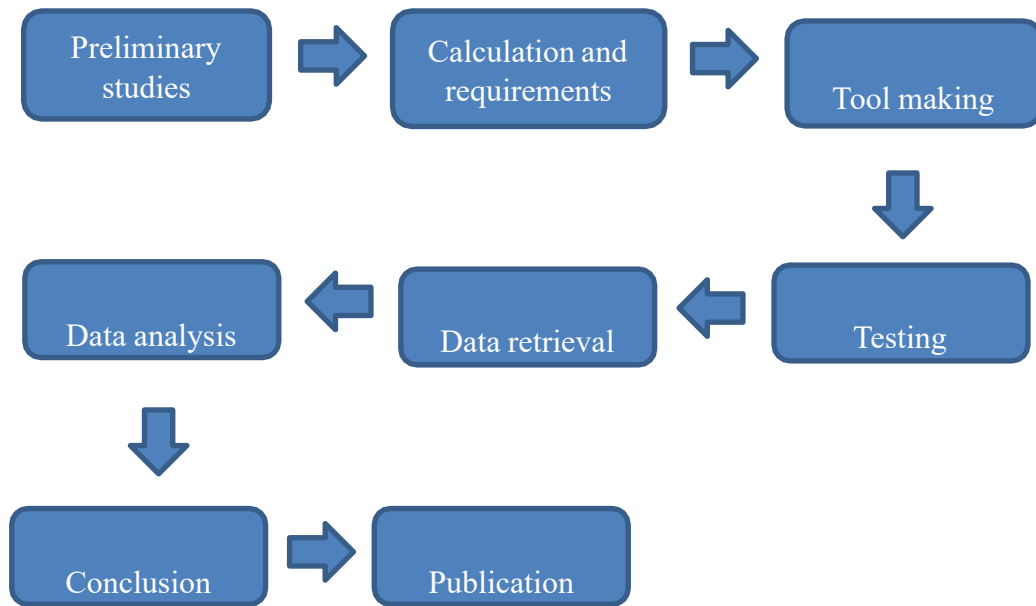 Preliminary
studies
Calculation and
requirements
Tool making
Testing
Data retrieval
Data analysis
Conclusion
Publication